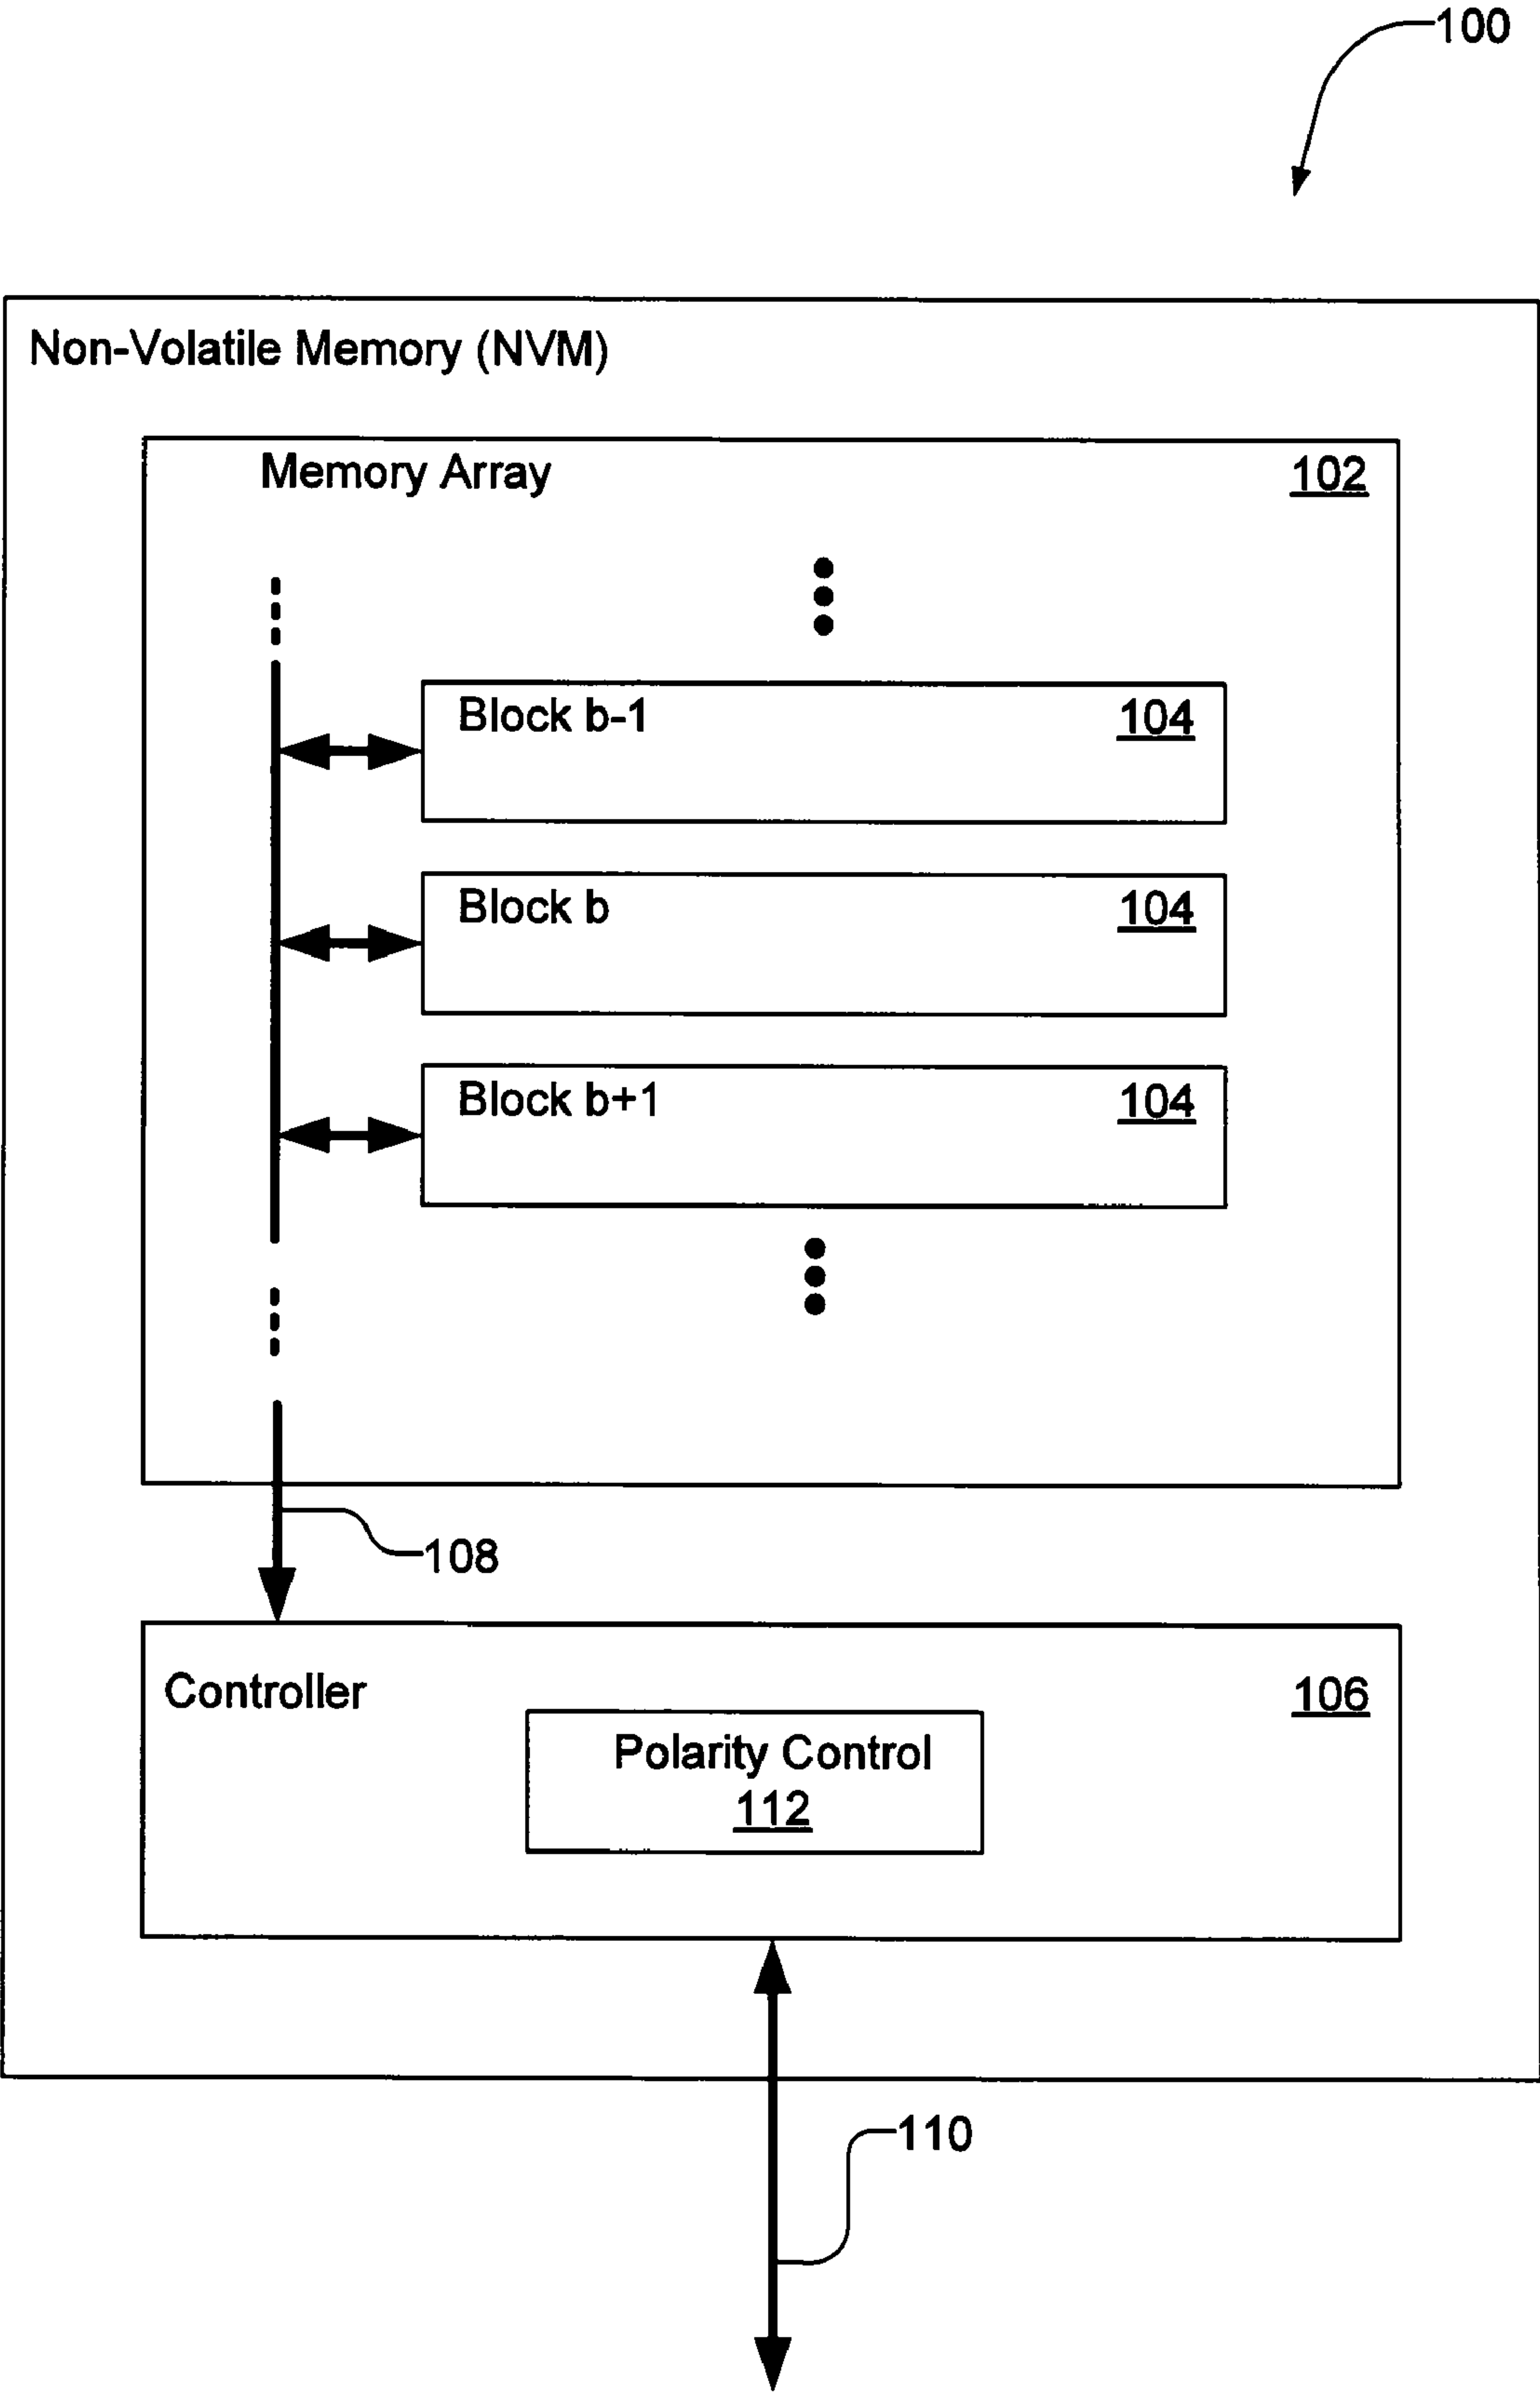 100
Non-Volatile Memory (NVM)
Memory Array
102
Block b-1
104
Block b
104
Block b+1
104
108
Controller
106
Polarity Control
112
110